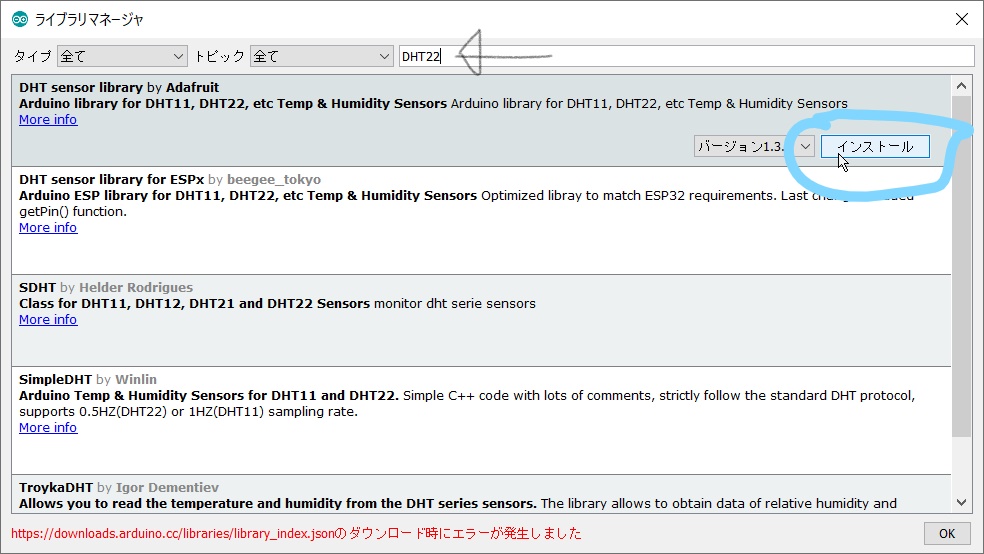 ライブラリマネージャ
タイプ 全て トピック 全て DHT22
DHT sensor library by Adafruit
Arduino library for DHT11, DHT22, etc Temp & Humidity Sensors Arduino library for DHT11, DHT22, etc Temp & Humidity Sensors
More info
バージョン1.3. インストール
DHT sensor library for ESPx by beegee_tokyo
Arduino ESP library for DHT11, DHT22, etc Temp & Humidity Sensors Optimized libray to match ESP32 requirements. Last
getPin() function.
More info
SDHT by Helder Rodrigues
Class for DHT11, DHT12, DHT21 and DHT22 Sensors monitor dht serie sensors
More info
SimpleDHT by Winlin
Arduino Temp & Humidity Sensors for DHT11 and DHT22. Simple C++ code with lots of comments, strictly follow the standard DHT protocol,
supports 0.5HZ(DHT22) or 1HZ(DHT11) sampling rate.
More info
TroykaDHT by Igor Dementiev
Allows you to read the temperature and humidity from the DHT series sensors. The library allows to obtain data of relative humidity and
https://downloads.arduino.cc/libraries/library_index.jsonのダウンロード時にエラーが発生しました
OK